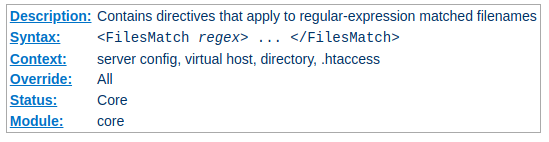 Description: Contains directives that apply to regular-expression matched filenames
Syntax: <FilesMatch regex> ... </FilesMatch>
Context: server config, virtual host, directory, .htaccess
Override: All
Status: Core
Module: core